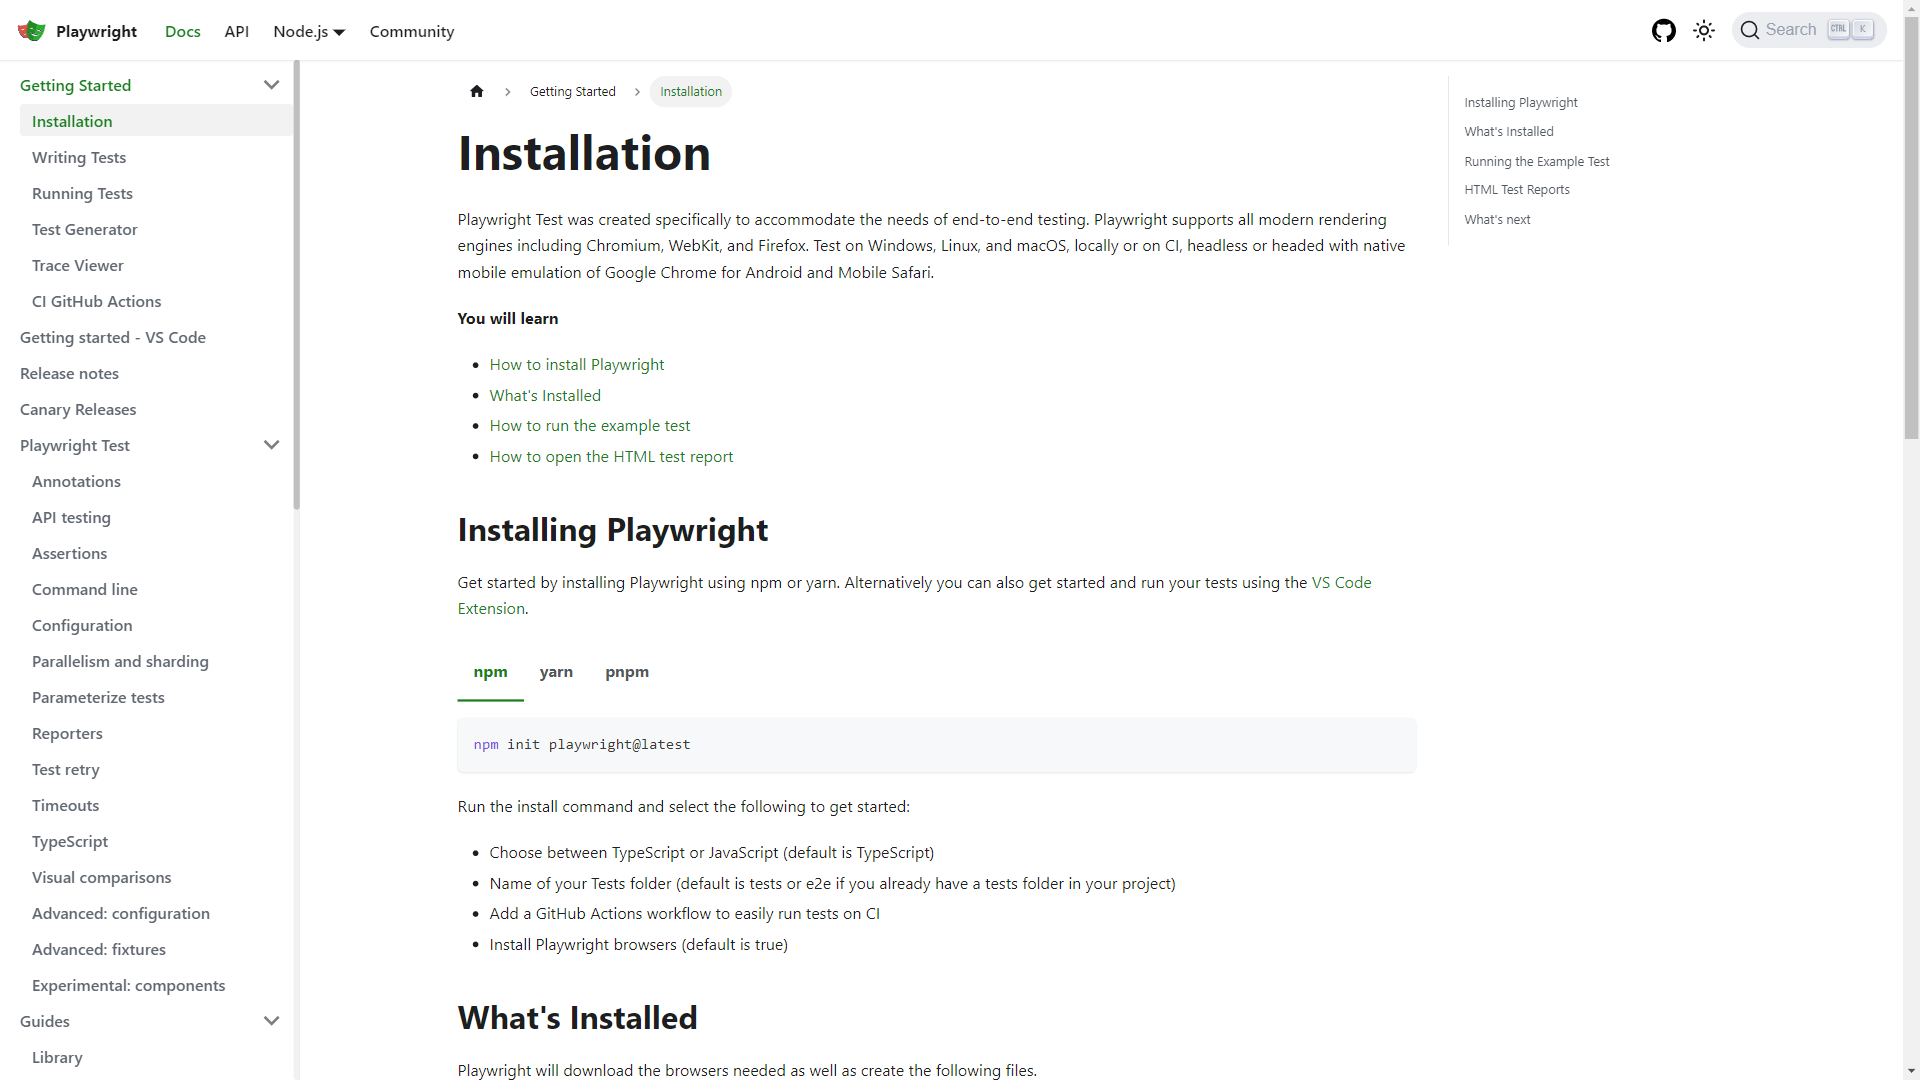 Playwright
Docs
API
Node.js
Community
Search
CTRL
K
Getting Started
Installation
Writing Tests
Running Tests
Test Generator
Trace Viewer
CI GitHub Actions
Getting started - VS Code
Release notes
Canary Releases
Playwright Test
Annotations
API testing
Assertions
Command line
Configuration
Parallelism and sharding
Parameterize tests
Reporters
Test retry
Timeouts
TypeScript
Visual comparisons
Advanced: configuration
Advanced: fixtures
Experimental: components
Guides
Library
Getting Started
Installation
Installation
Playwright Test was created specifically to accommodate the needs of end-to-end testing. Playwright supports all modern rendering
engines including Chromium, WebKit, and Firefox. Test on Windows, Linux, and macOS, locally or on CI, headless or headed with native
mobile emulation of Google Chrome for Android and Mobile Safari.
You will learn
How to install Playwright
What's Installed
How to run the example test
How to open the HTML test report
Installing Playwright
Get started by installing Playwright using npm or yarn. Alternatively you can also get started and run your tests using the VS Code
Extension.
npm
yarn
pnpm
npm init playwright@latest
Run the install command and select the following to get started:
Choose between TypeScript or JavaScript (default is TypeScript)
Name of your Tests folder (default is tests or e2e if you already have a tests folder in your project)
Add a GitHub Actions workflow to easily run tests on CI
Install Playwright browsers (default is true)
What's Installed
Playwright will download the browsers needed as well as create the following files.
Installing Playwright
What's Installed
Running the Example Test
HTML Test Reports
What's next